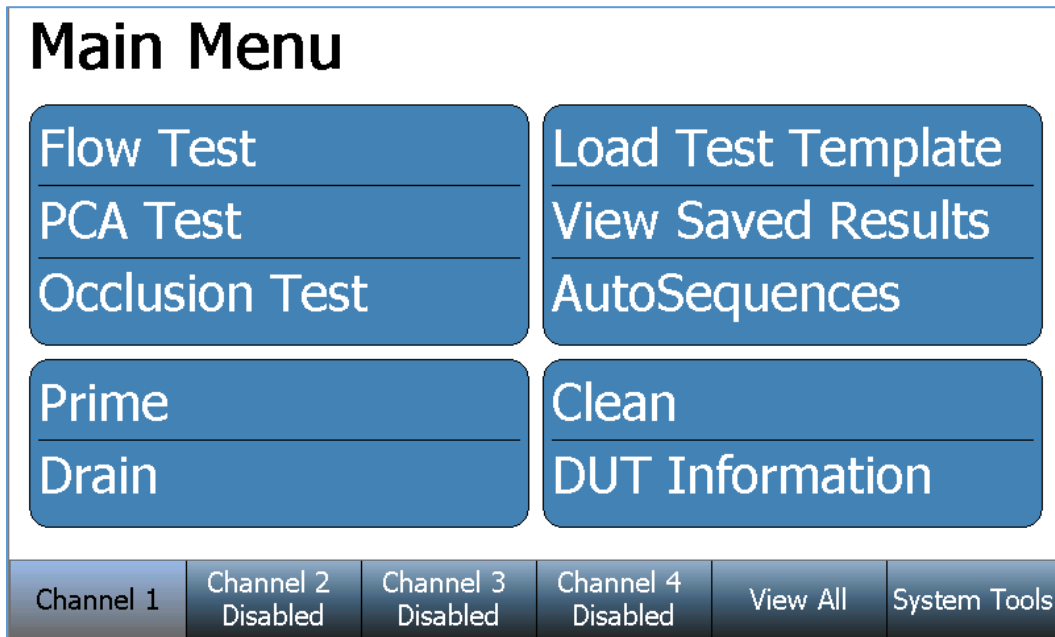 Main Menu
Flow Test
PCA Test
Occlusion Test
Load Test Template
View Saved Results
AutoSequences
Prime
Drain
Clean
DUT Information
Channel 1
Channel 2
Disabled
Channel 3
Disabled
Channel 4
Disabled
View All
System Tools